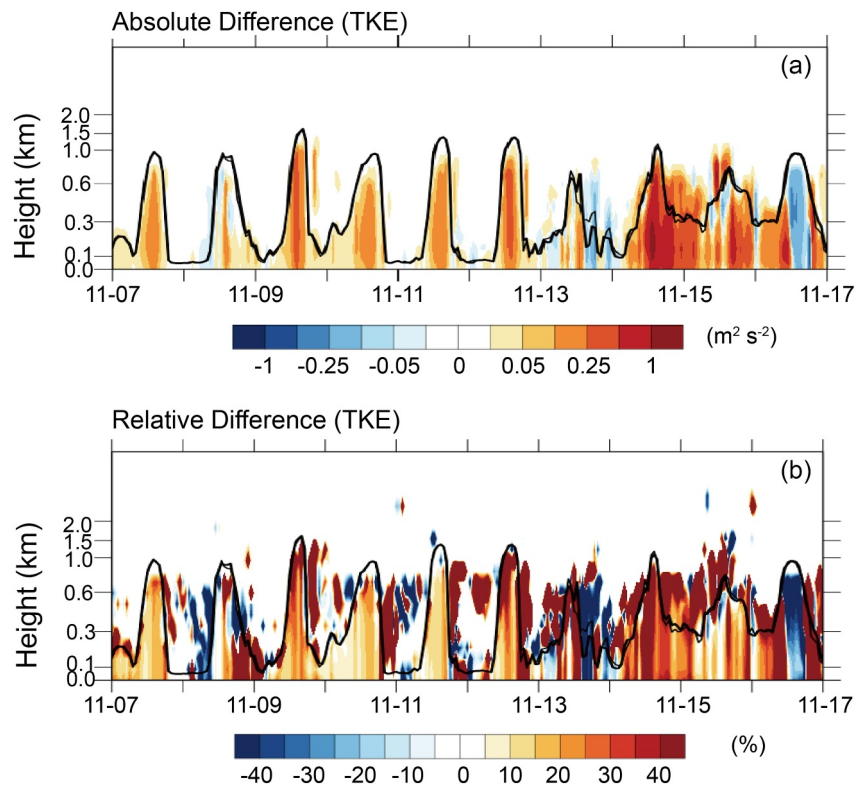 Absolute Difference (TKE)
(a)
Height (km)
2.0
1.5
1.0
0.6
0.3
0.1
0.0
11-07 11-09 11-11 11-13 11-15 11-17
-1 -0.25 -0.05 0 0.05 0.25 1 (m² s⁻²)
Relative Difference (TKE)
(b)
Height (km)
2.0
1.5
1.0
0.6
0.3
0.1
0.0
11-07 11-09 11-11 11-13 11-15 11-17
-40 -30 -20 -10 0 10 20 30 40 (%)